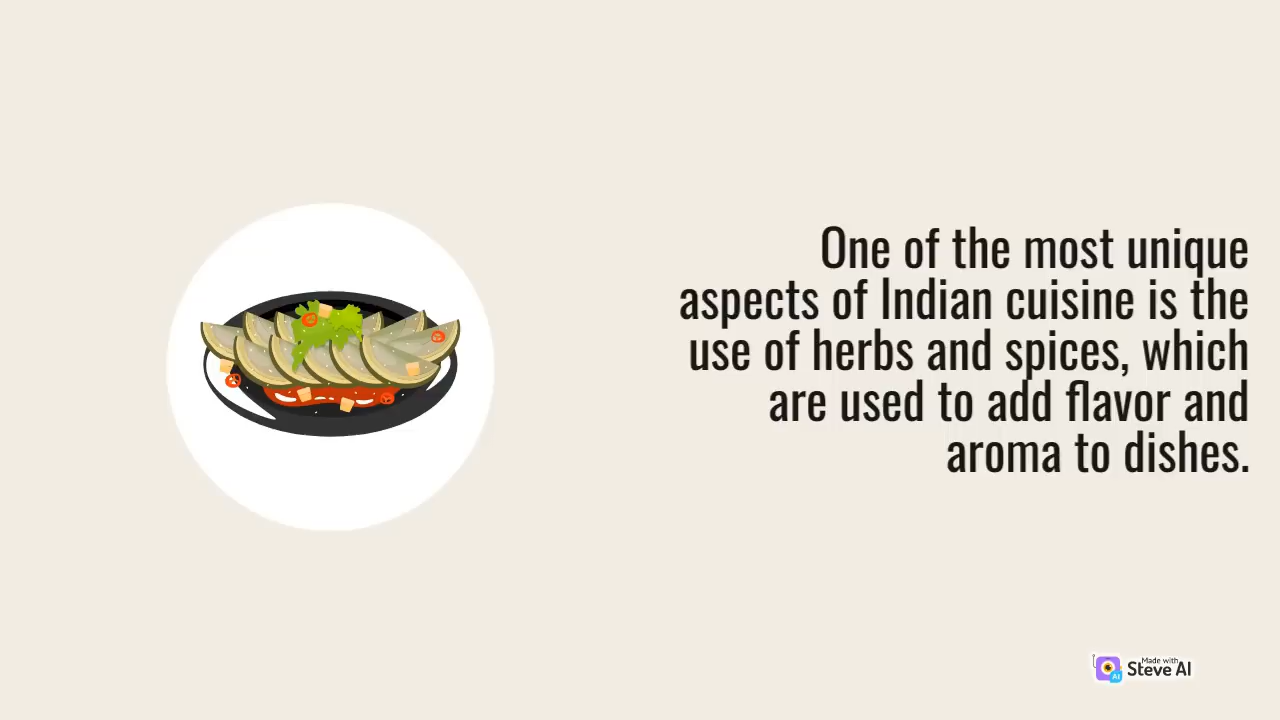 One of the most unique
aspects of Indian cuisine is the
use of herbs and spices, which
are used to add flavor and
aroma to dishes.
Made with
Steve AI
AI